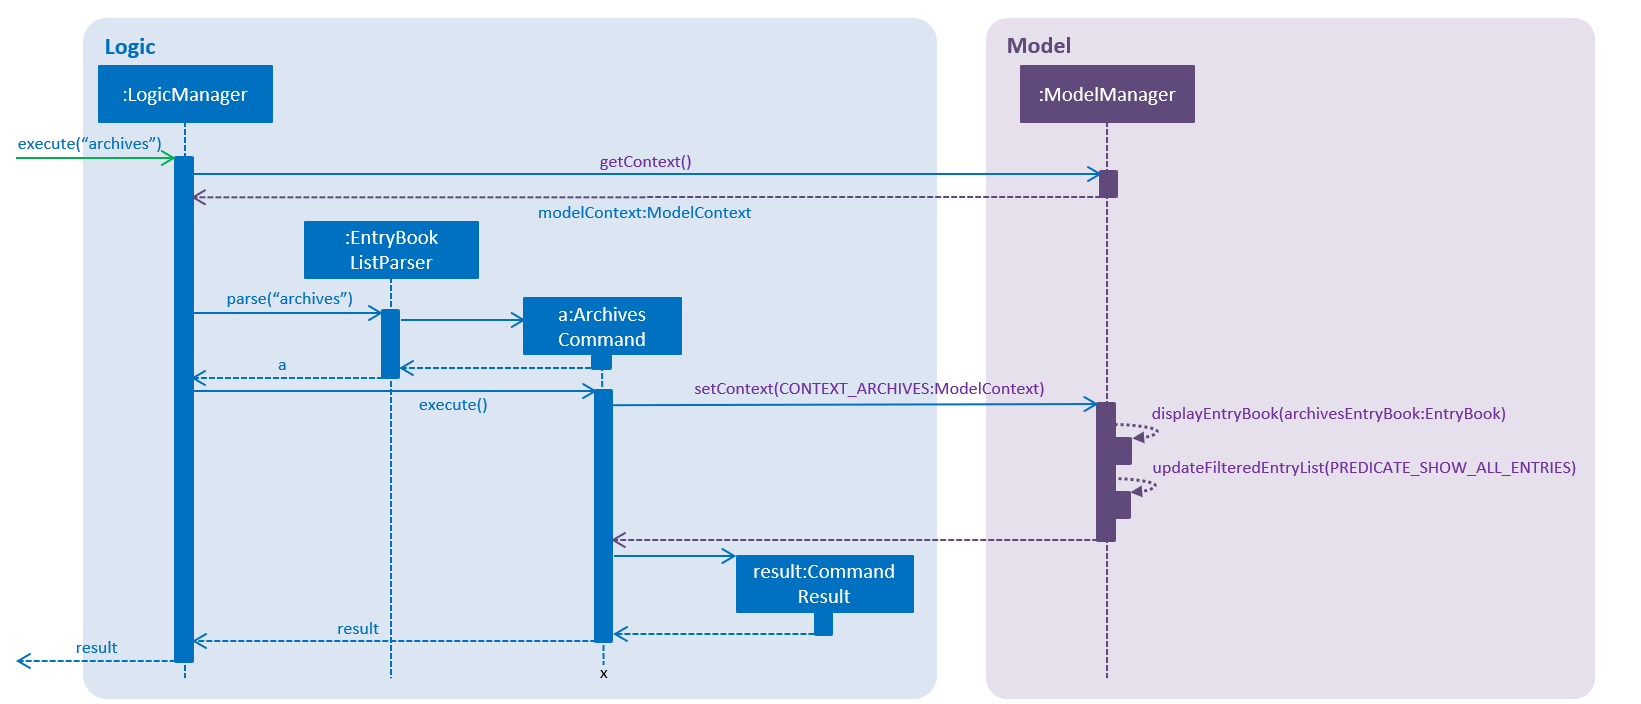 Logic
Model
:LogicManager
:ModelManager
execute(“archives”)
getContext()
modelContext:ModelContext
:EntryBook
ListParser
parse(“archives”)
a:Archives
Command
a
execute()
setContext(CONTEXT_ARCHIVES:ModelContext)
displayEntryBook(archivesEntryBook:EntryBook)
updateFilteredEntryList(PREDICATE_SHOW_ALL_ENTRIES)
result:Command
Result
result
result
x